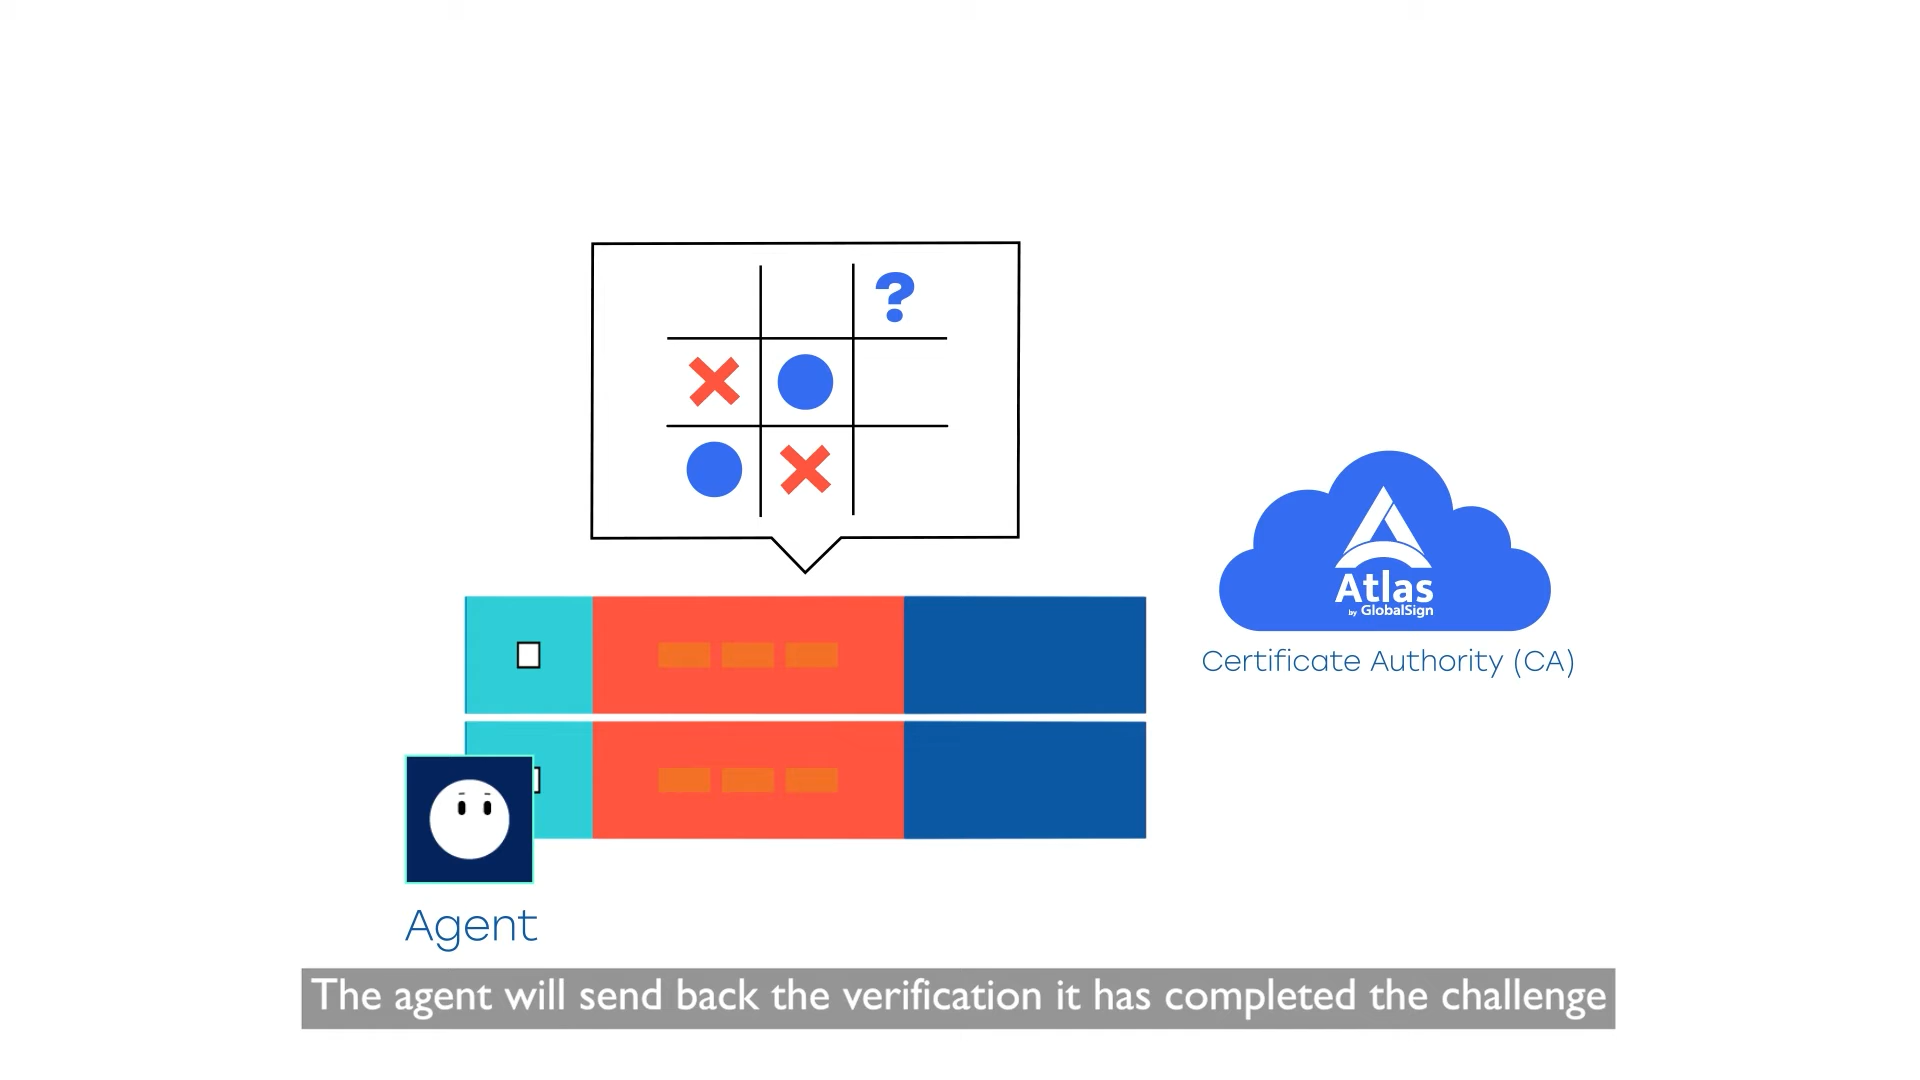 ?
Atlas
by GlobalSign
Certificate Authority (CA)
Agent
The agent will send back the verification it has completed the challenge